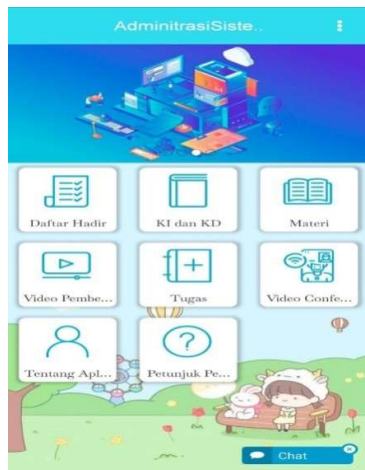 AdminitrasiSiste..
Daftar Hadir
KI dan KD
Materi
Video Pembe...
Tugas
Video Confe...
Tentang Apl...
Petunjuk Pe...
Chat